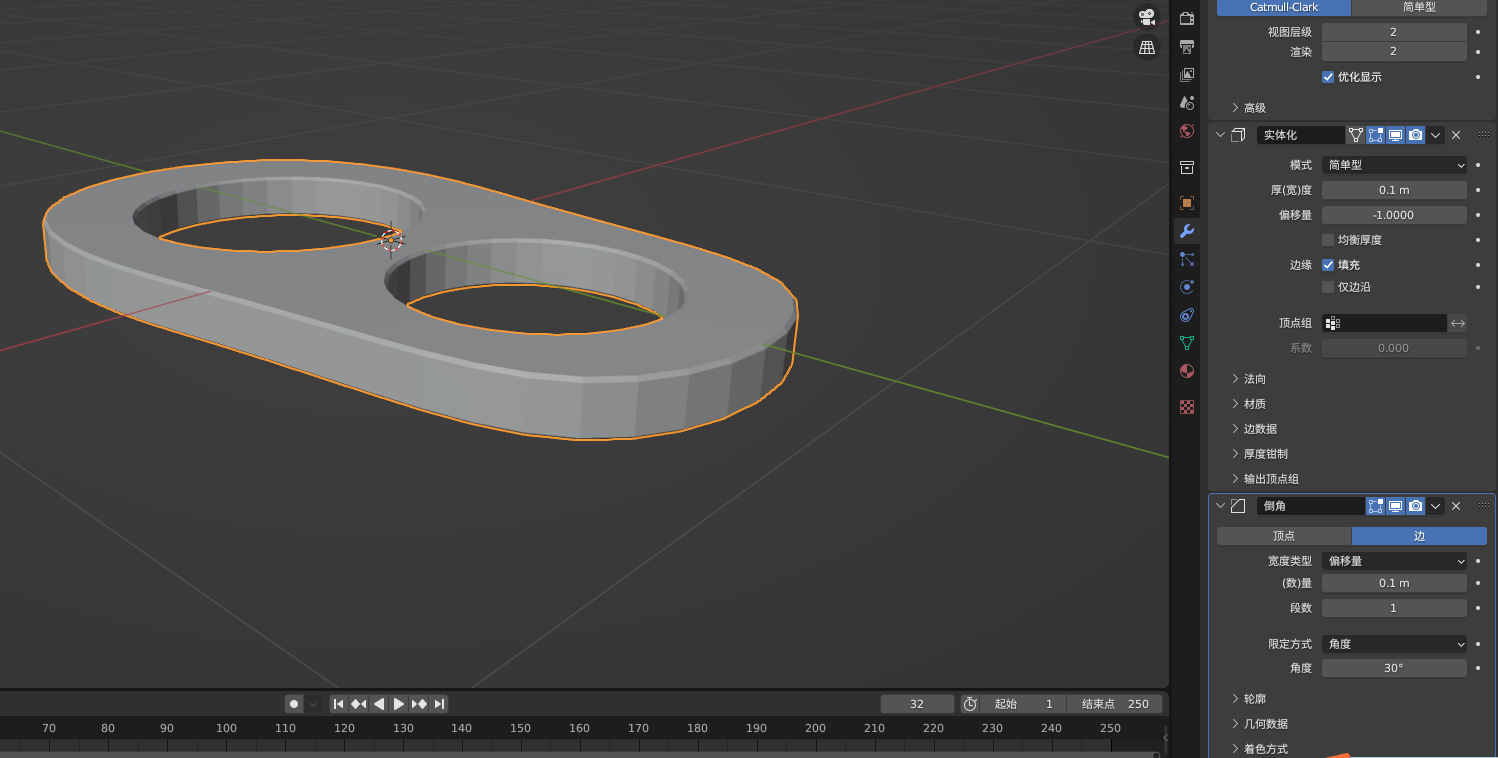 Catmull-Clark 简单型
视图层级 2
渲染 2
优化显示
高级
实体化
模式 简单型
厚(宽)度 0.1 m
偏移量 -1.0000
均衡厚度
边缘 填充
仅边沿
顶点组
系数 0.000
法向
材质
边数据
厚度钳制
输出顶点组
倒角
顶点 边
宽度类型 偏移量
(数)量 0.1 m
段数 1
限定方式 角度
角度 30°
轮廓
几何数据
着色方式
32 起始 1 结束点 250
70 80 90 100 110 120 130 140 150 160 170 180 190 200 210 220 230 240 250